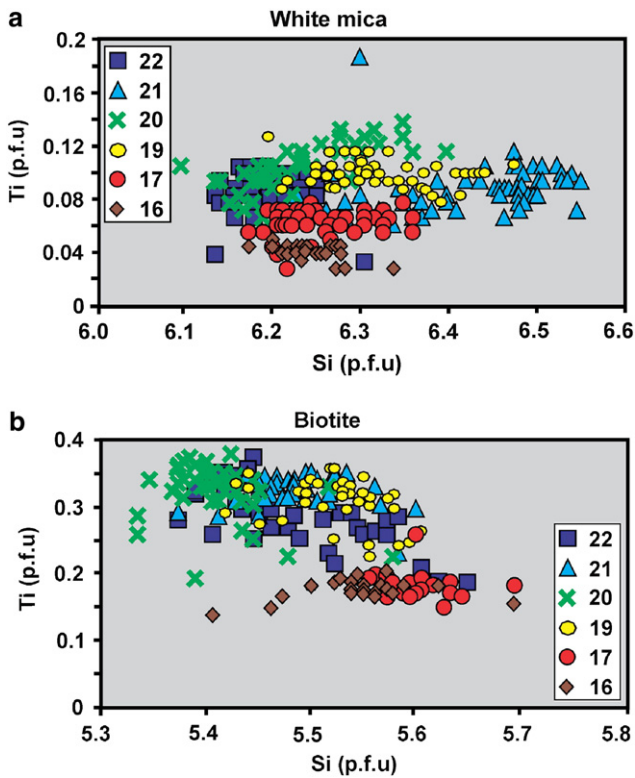 a
White mica
Ti (p.f.u)
0.2
0.16
0.12
0.08
0.04
0
22
21
20
19
17
16
6.0 6.1 6.2 6.3 6.4 6.5 6.6
Si (p.f.u)
b
Biotite
Ti (p.f.u)
0.4
0.3
0.2
0.1
0
22
21
20
19
17
16
5.3 5.4 5.5 5.6 5.7 5.8
Si (p.f.u)